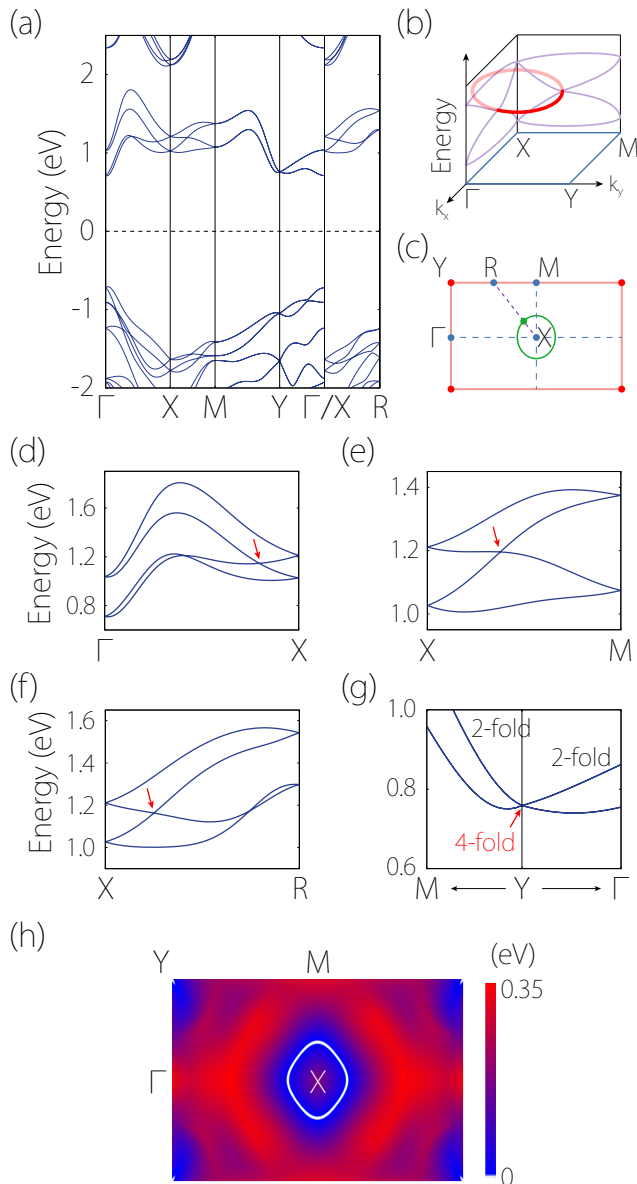 (a)
Energy (eV)
2
1
0
-1
-2
Γ X M Y Γ/X R
(b)
Energy
X
M
Γ
Y
k_x
k_y
(c)
Y R M
Γ X
(d)
Energy (eV)
1.6
1.2
0.8
Γ X
(e)
1.4
1.2
1.0
X M
(f)
Energy (eV)
1.6
1.4
1.2
1.0
X R
(g)
1.0
0.8
0.6
2-fold
2-fold
4-fold
M Y Γ
(h)
Y M
Γ X
(eV)
0.35
0